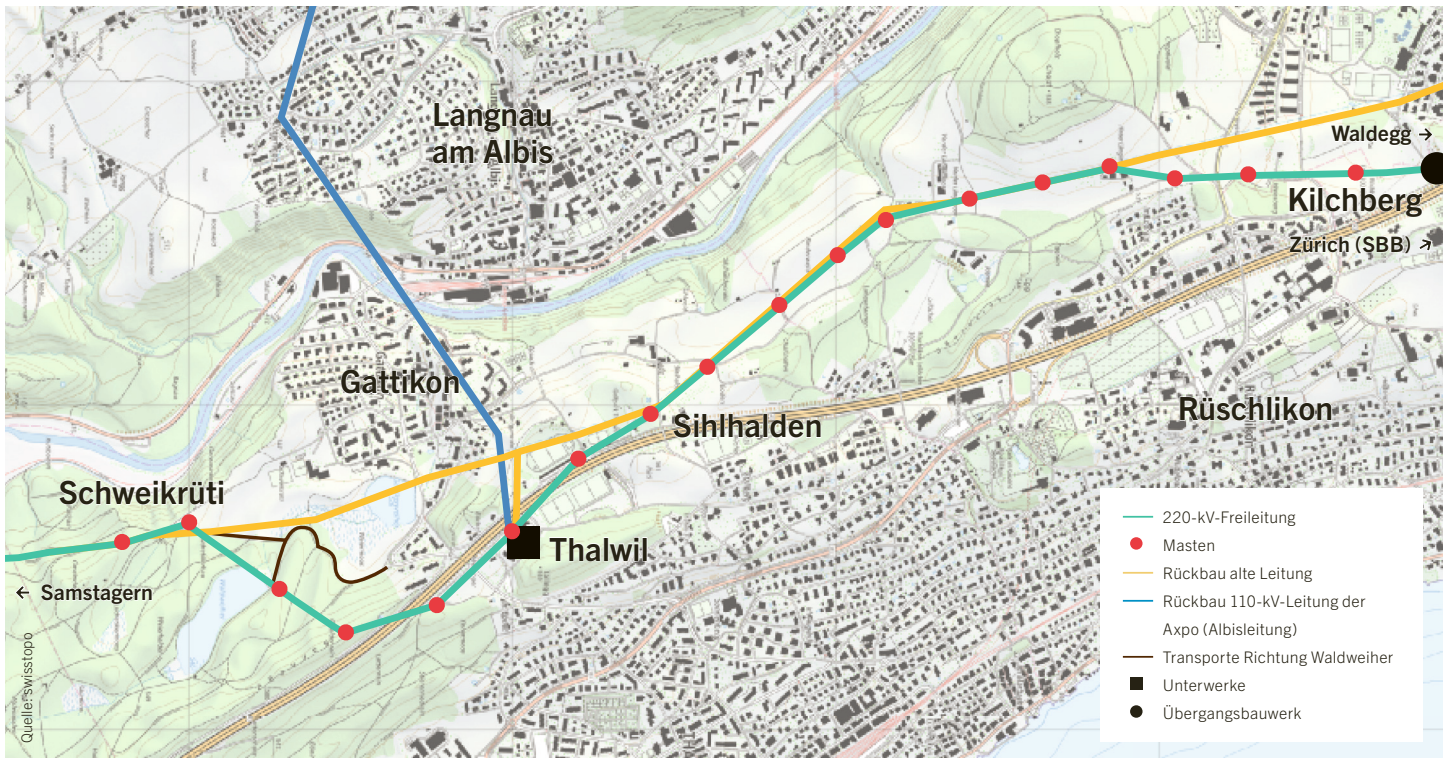 Langnau
am Albis
Waldegg →
Kilchberg
Zürich (SBB) ↗
Gattikon
Sihlhalden
Rüschlikon
Schweikrüti
Thalwil
← Samstagern
220-kV-Freileitung
Masten
Rückbau alte Leitung
Rückbau 110-kV-Leitung der
Axpo (Albisleitung)
Transporte Richtung Waldweiher
Unterwerke
Übergangsbauwerk
Quelle: swisstopo